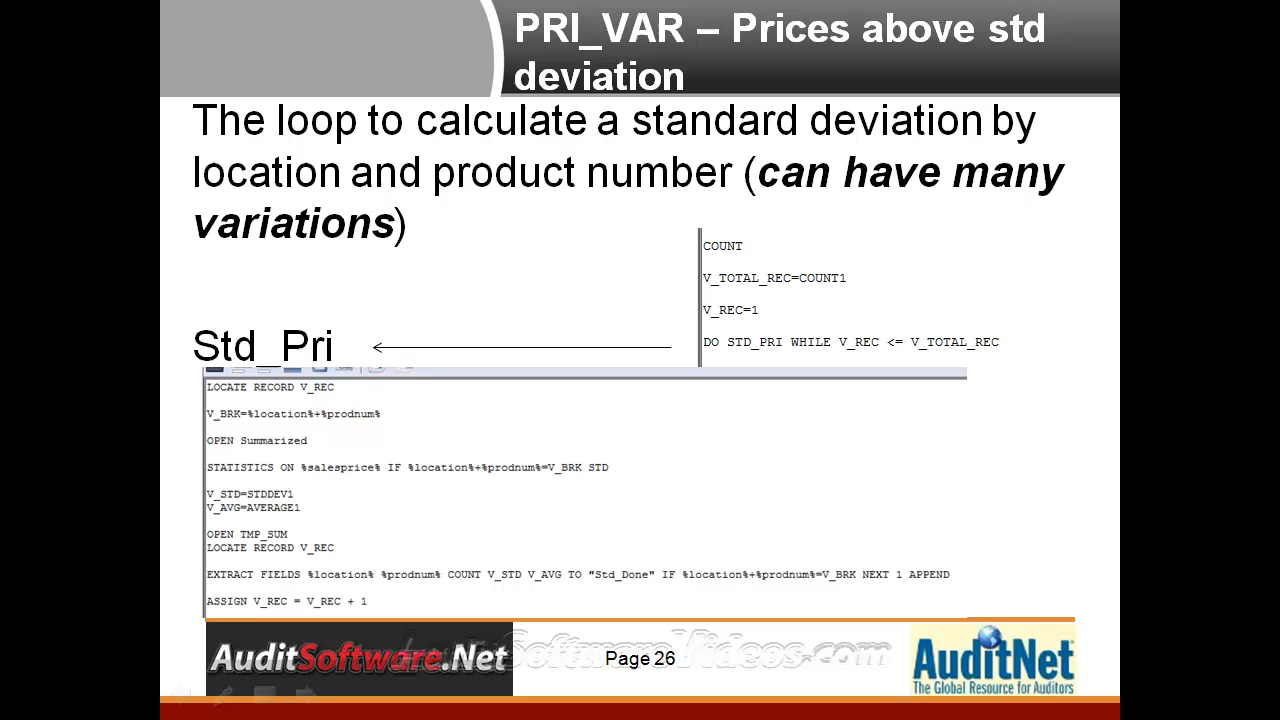 PRI_VAR – Prices above std
deviation
The loop to calculate a standard deviation by
location and product number (can have many
variations)
COUNT
V_TOTAL_REC=COUNT1
V_REC=1
DO STD_PRI WHILE V_REC <= V_TOTAL_REC
Std_Pri
LOCATE RECORD V_REC
V_BRK=%location%+%prodnum%
OPEN Summarized
STATISTICS ON %salesprice% IF %location%+%prodnum%=V_BRK STD
V_STD=STDDEV1
V_AVG=AVERAGE1
OPEN TMP_SUM
LOCATE RECORD V_REC
EXTRACT FIELDS %location% %prodnum% COUNT V_STD V_AVG TO "Std_Done" IF %location%+%prodnum%=V_BRK NEXT 1 APPEND
ASSIGN V_REC = V_REC + 1
AuditSoftware.Net
Page 26
AuditNet
The Global Resource for Auditors